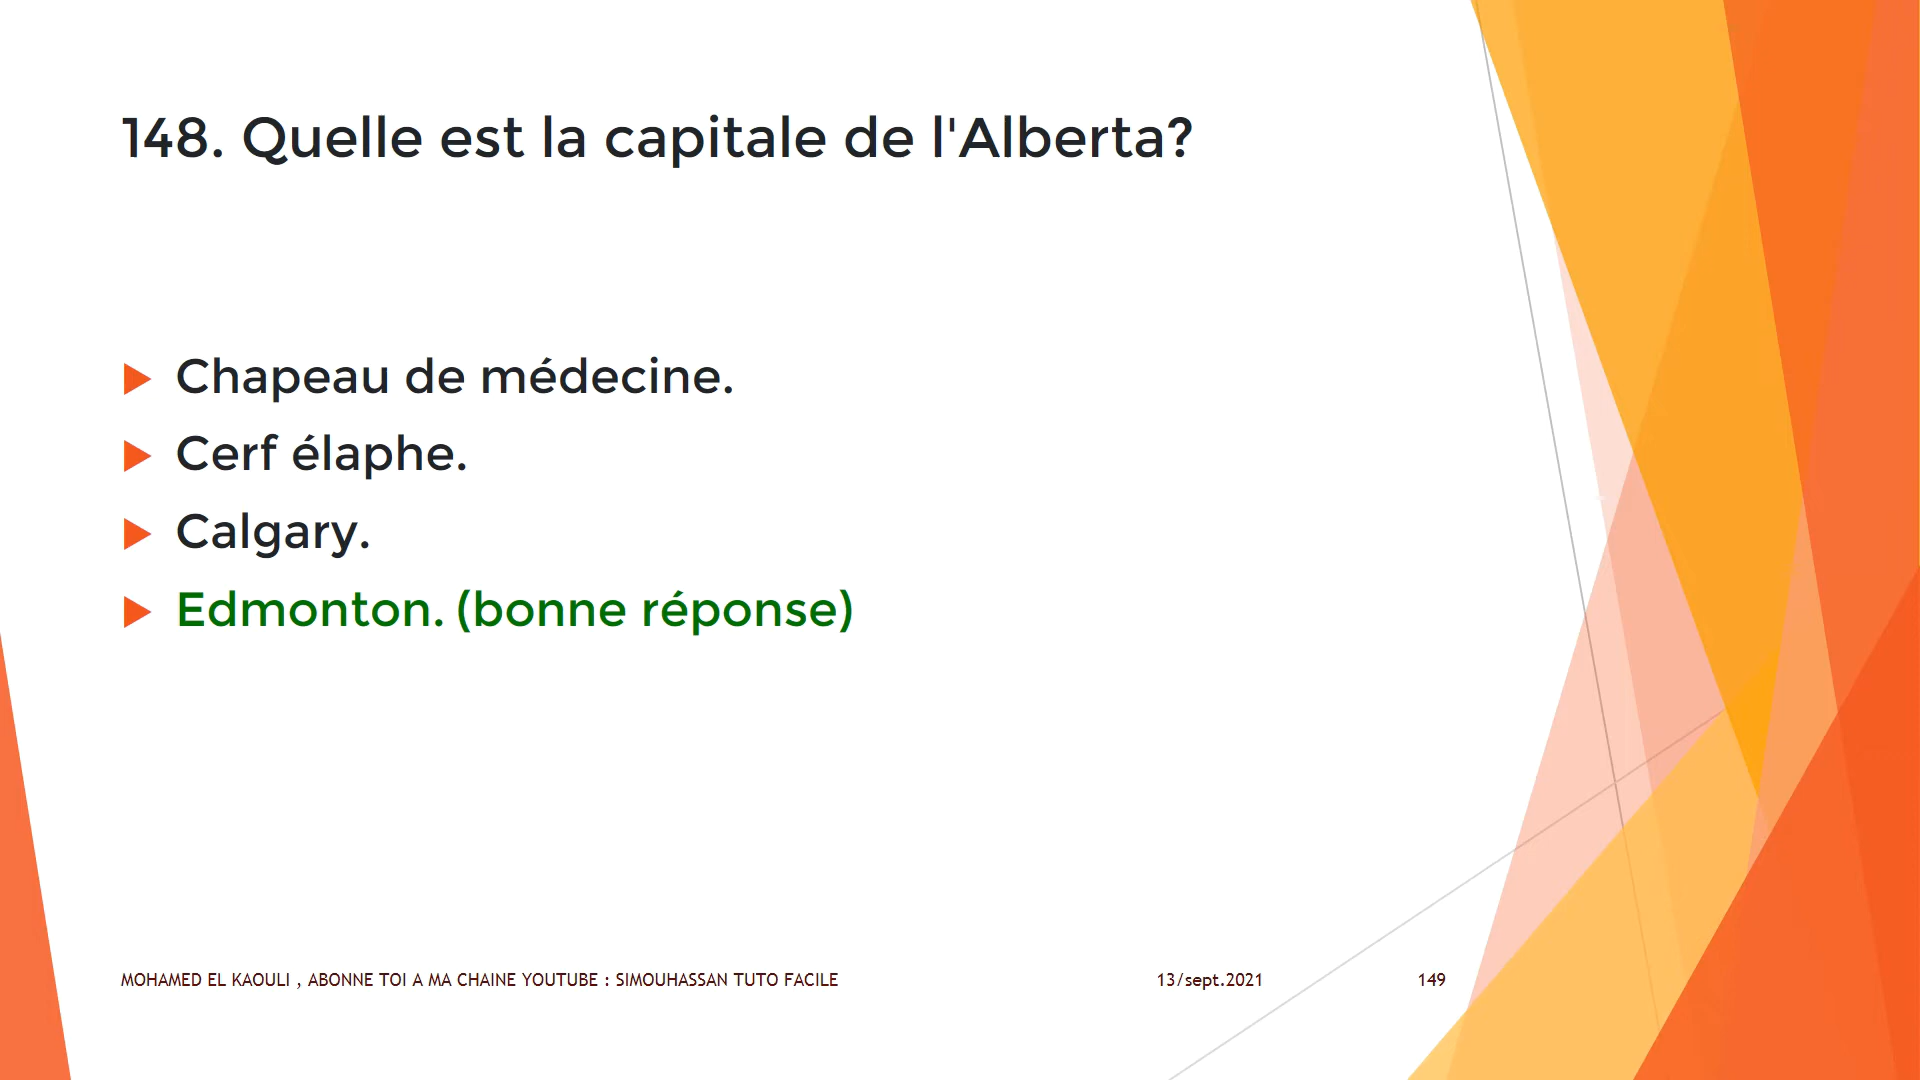 148. Quelle est la capitale de l'Alberta?
Chapeau de médecine.
Cerf élaphe.
Calgary.
Edmonton. (bonne réponse)
MOHAMED EL KAOULI , ABONNE TOI A MA CHAINE YOUTUBE : SIMOUHASSAN TUTO FACILE
13/sept.2021
149